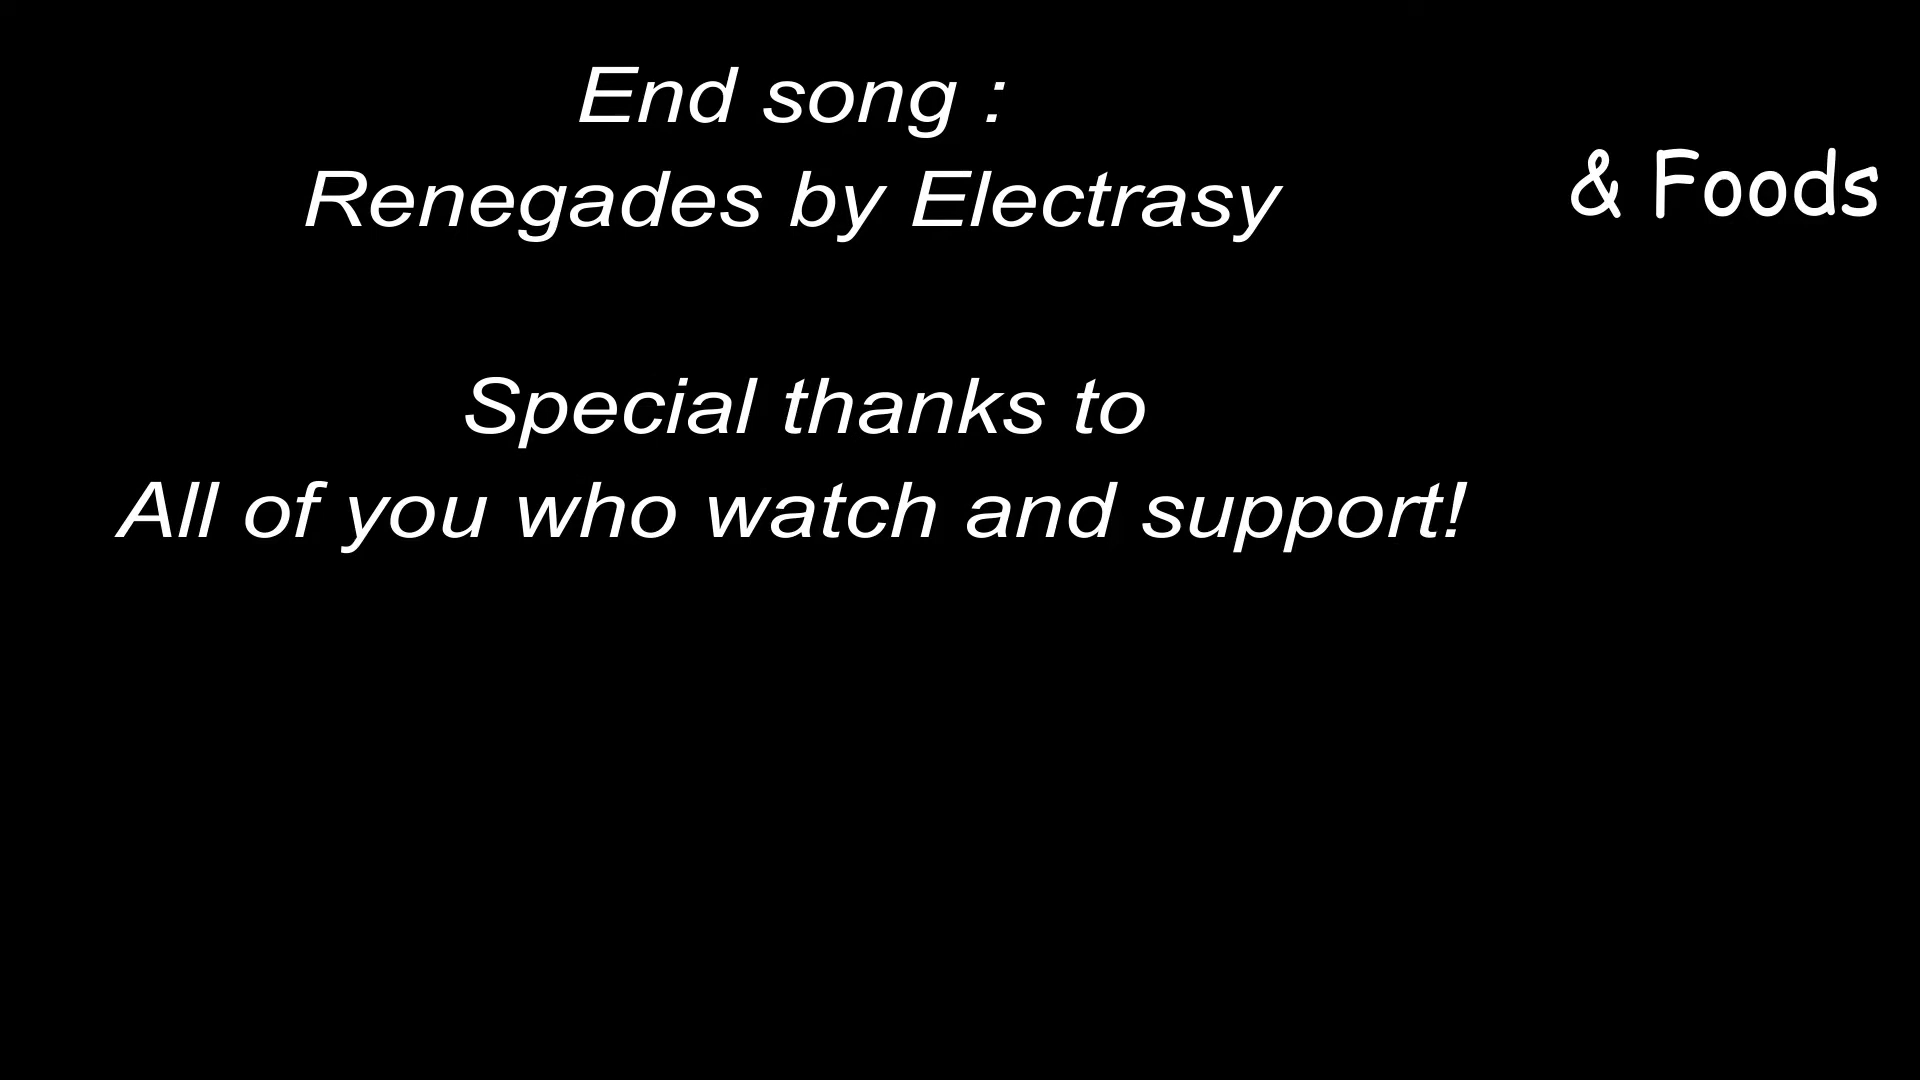 End song :
Renegades by Electrasy
& Foods
Special thanks to
All of you who watch and support!